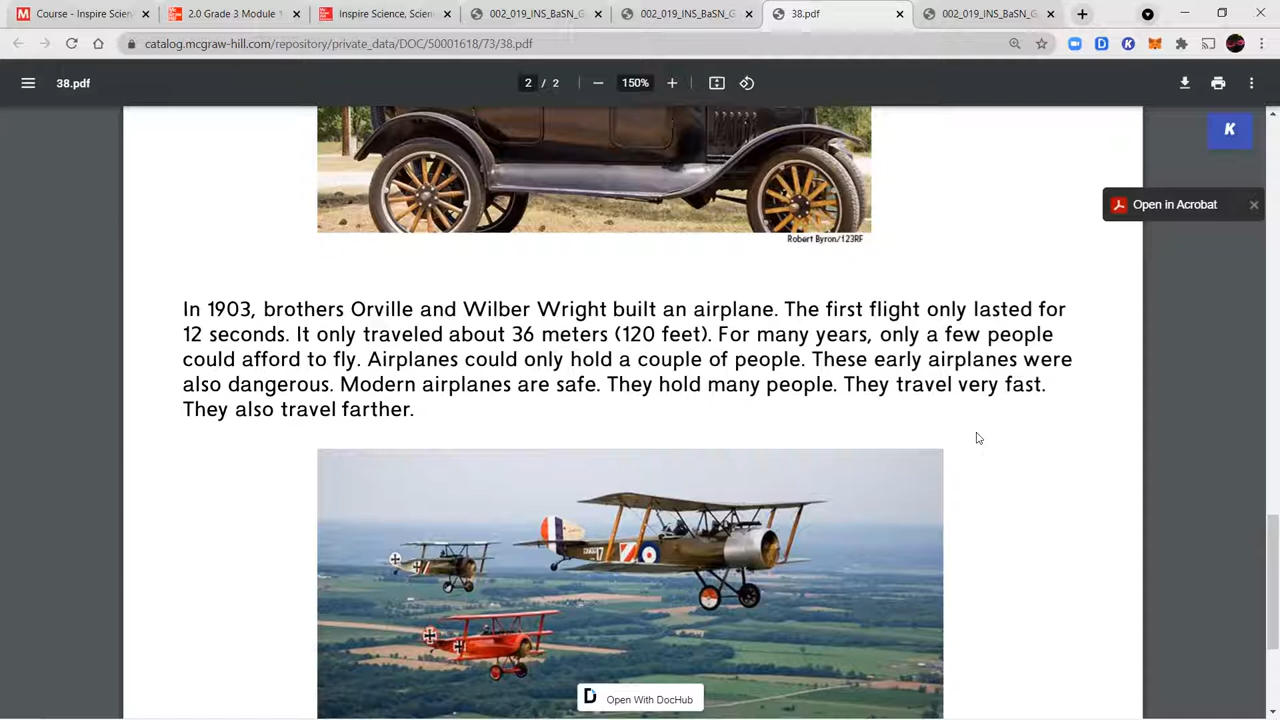 Course - Inspire Scien
2.0 Grade 3 Module 1
Inspire Science, Scien
002_019_INS_BaSN_G
002_019_INS_BaSN_G
38.pdf
002_019_INS_BaSN_G
catalog.mcgraw-hill.com/repository/private_data/DOC/50001618/73/38.pdf
38.pdf
2 / 2
150%
K
Open in Acrobat
Robert Byron/123RF
In 1903, brothers Orville and Wilber Wright built an airplane. The first flight only lasted for
12 seconds. It only traveled about 36 meters (120 feet). For many years, only a few people
could afford to fly. Airplanes could only hold a couple of people. These early airplanes were
also dangerous. Modern airplanes are safe. They hold many people. They travel very fast.
They also travel farther.
17
Open With DocHub